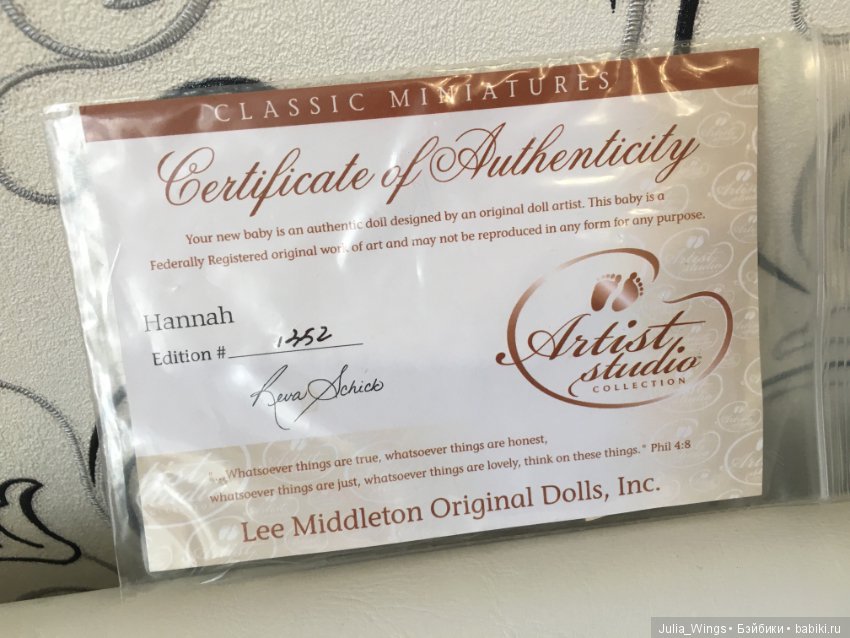 CLASSIC MINIATURES
Certificate of Authenticity
Your new baby is an authentic doll designed by an original doll artist. This baby is a
Federally Registered original work of art and may not be reproduced in any form for any purpose.
Hannah
Edition # 1352
Reva Schick
Artist
studio
COLLECTION
"...Whatsoever things are true, whatsoever things are honest,
whatsoever things are just, whatsoever things are lovely, think on these things." Phil 4:8
Lee Middleton Original Dolls, Inc.
Julia_Wings • Бэйбики • babiki.ru